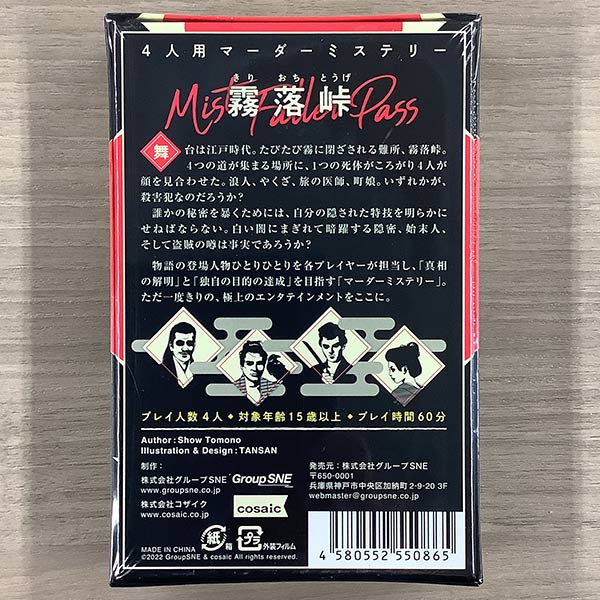 4人用マーダーミステリー
きり おち とうげ
霧落峠
Mist Fallen Pass
舞台は江戸時代。たびたび霧に閉ざされる難所、霧落峠。
4つの道が集まる場所に、1つの死体がころがり4人が
顔を見合わせた。浪人、やくざ、旅の医師、町娘。いずれかが、
殺害犯なのだろうか?
誰かの秘密を暴くためには、自分の隠された特技を明らかに
せねばならない。白い闇にまぎれて暗躍する隠密、始末人、
そして盗賊の噂は事実であろうか?
物語の登場人物ひとりひとりを各プレイヤーが担当し、「真相
の解明」と「独自の目的の達成」を目指す「マーダーミステリー」。
ただ一度きりの、極上のエンタテインメントをここに。
プレイ人数4人◆対象年齢15歳以上◆プレイ時間60分
Author:Show Tomono
Illustration & Design:TANSAN
制作:
株式会社グループSNE GroupSNE
www.groupsne.co.jp
株式会社コザイク cosaic
www.cosaic.co.jp
発売元:株式会社グループSNE
〒650-0001
兵庫県神戸市中央区加納町2-9-20 3F
webmaster@groupsne.co.jp
紙 箱
プラ 外装フィルム
MADE IN CHINA
©2022 GroupSNE & cosaic All rights reserved.
4 580552 550865